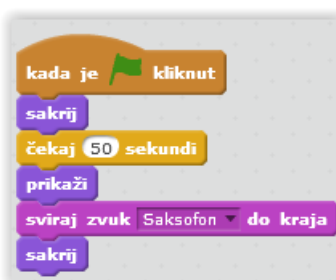 kada je kliknut
sakrij
čekaj 50 sekundi
prikaži
sviraj zvuk Saksofon do kraja
sakrij